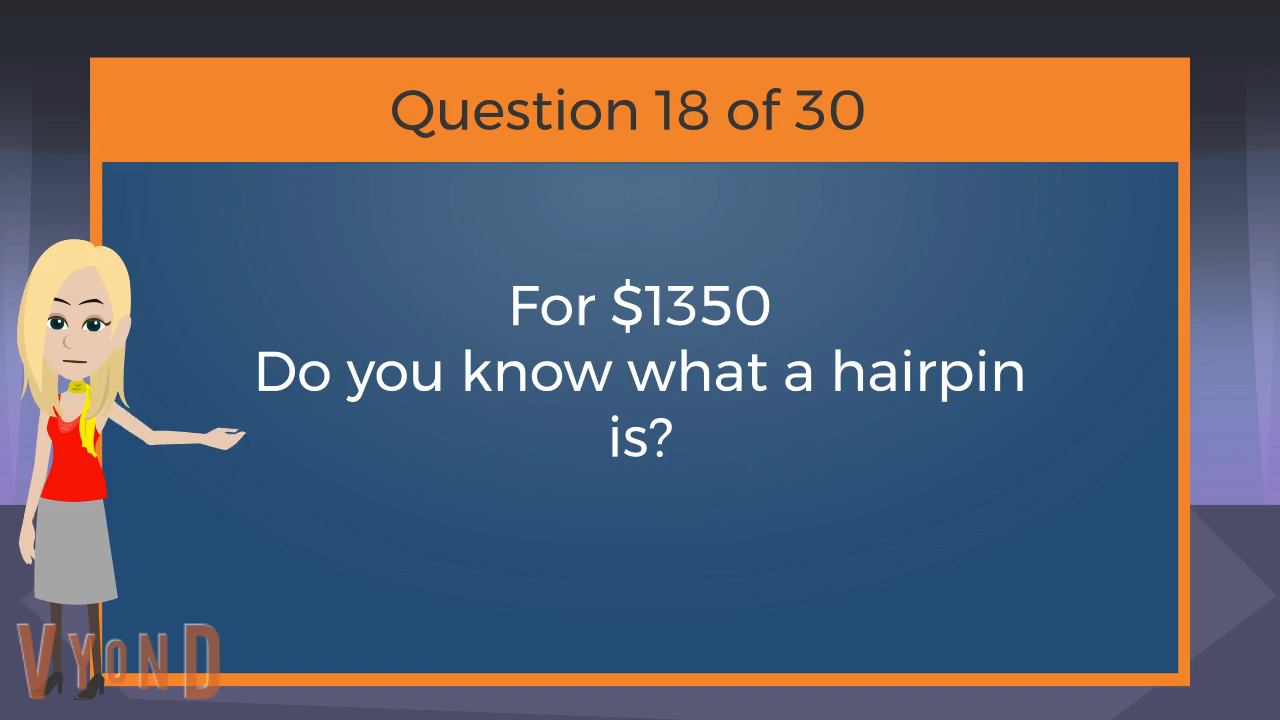 Question 18 of 30
For $1350
Do you know what a hairpin
is?
VYoND